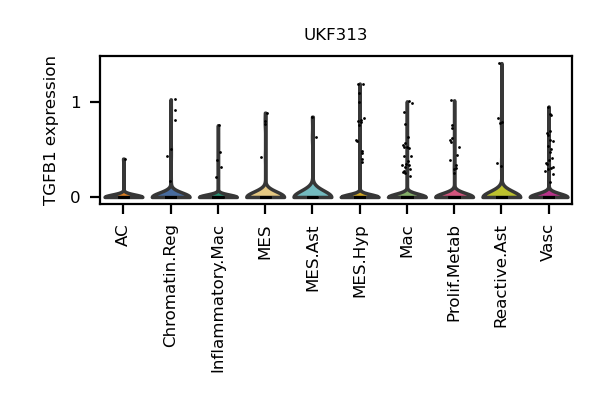 UKF313
TGFB1 expression
1
0
AC
Chromatin.Reg
Inflammatory.Mac
MES
MES.Ast
MES.Hyp
Mac
Prolif.Metab
Reactive.Ast
Vasc